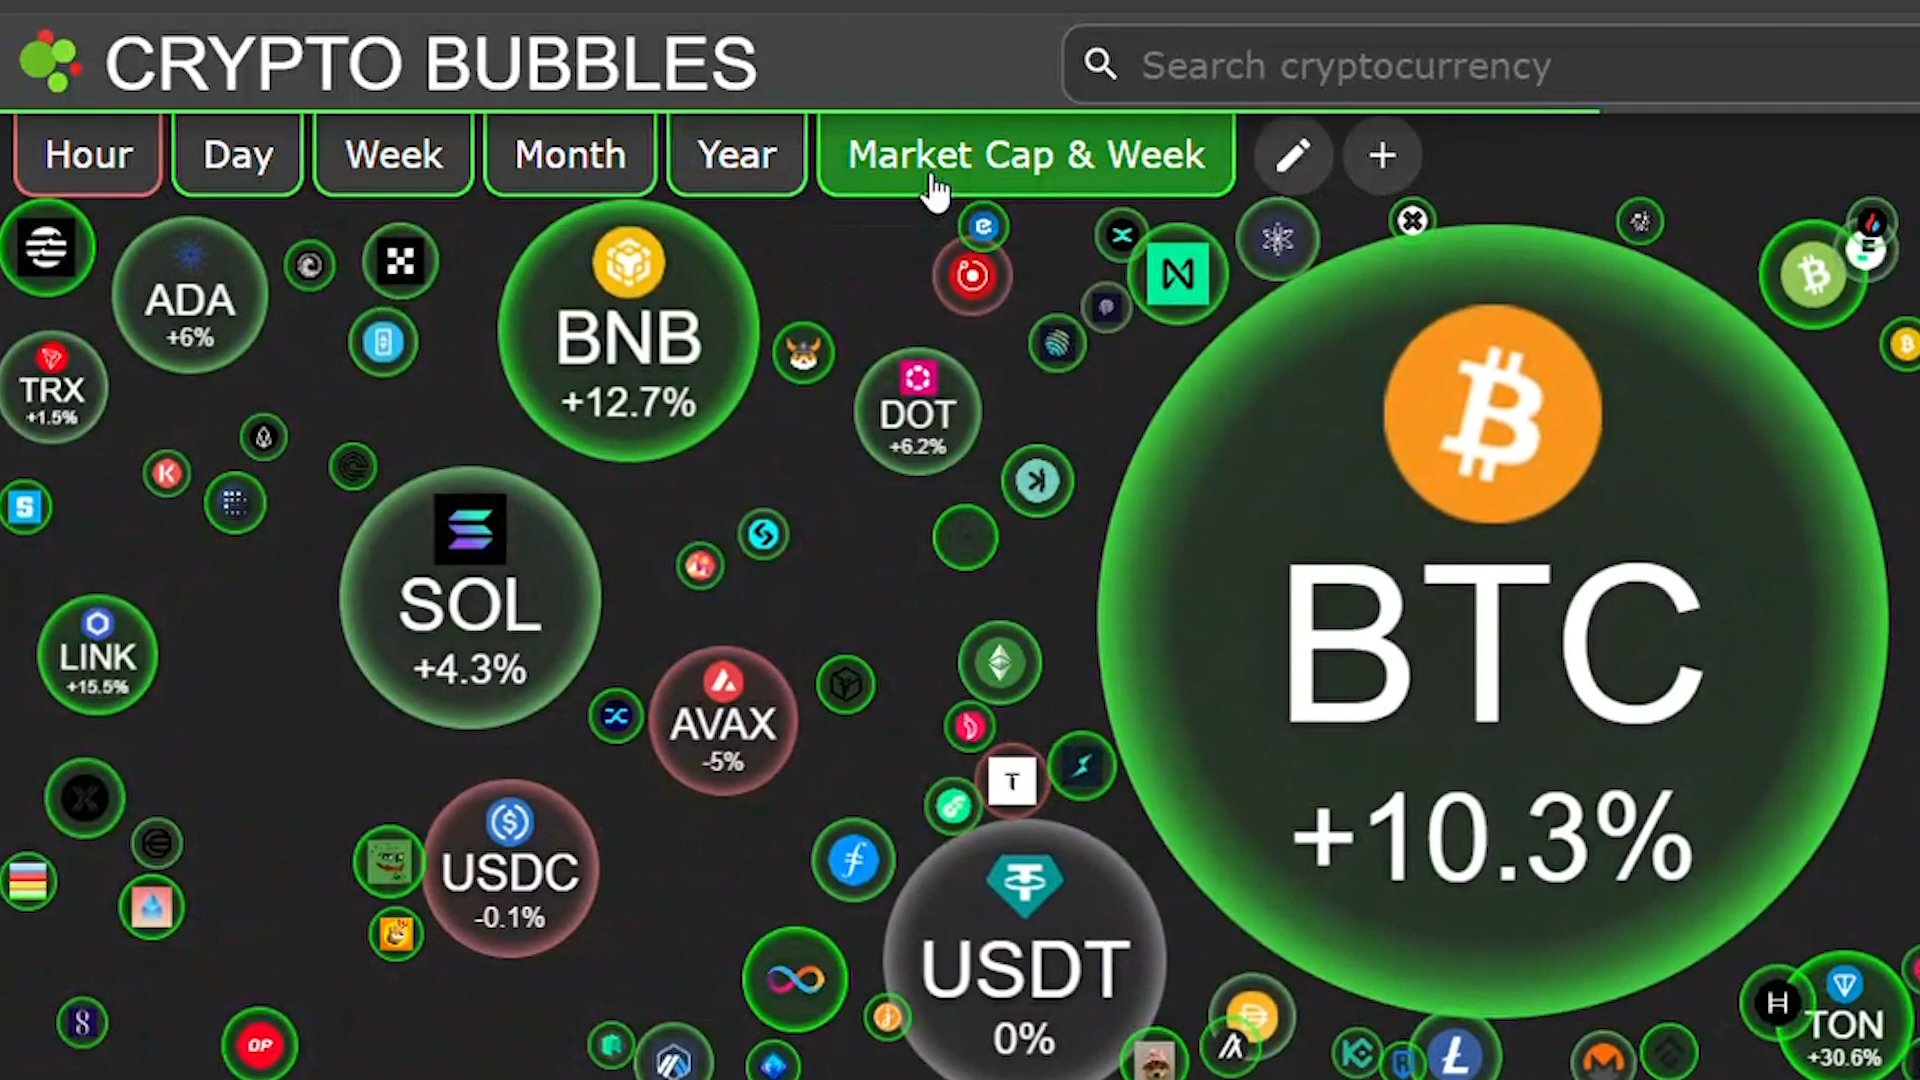 CRYPTO BUBBLES
Search cryptocurrency
Hour
Day
Week
Month
Year
Market Cap & Week
ADA
+6%
BNB
+12.7%
TRX
+1.5%
DOT
+6.2%
BTC
+10.3%
SOL
+4.3%
LINK
+15.5%
AVAX
-5%
T
USDC
-0.1%
USDT
0%
OP
H
TON
+30.6%